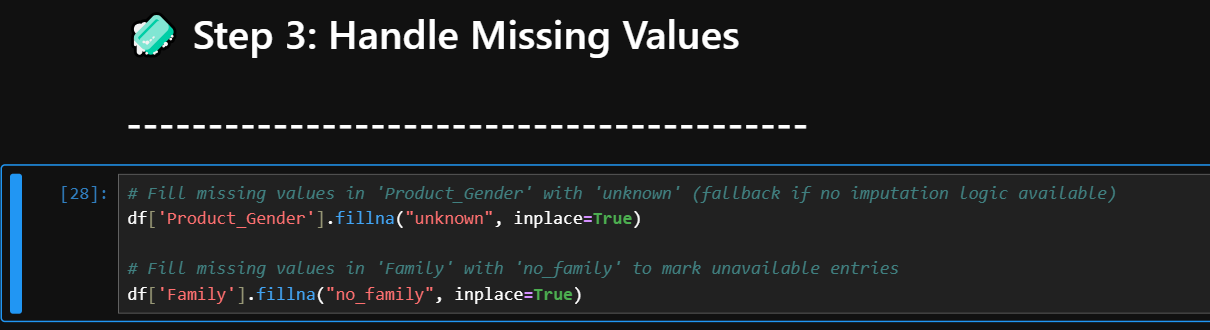 🧼 Step 3: Handle Missing Values
------------------------------------------
[28]:
# Fill missing values in 'Product_Gender' with 'unknown' (fallback if no imputation logic available)
df['Product_Gender'].fillna("unknown", inplace=True)
# Fill missing values in 'Family' with 'no_family' to mark unavailable entries
df['Family'].fillna("no_family", inplace=True)